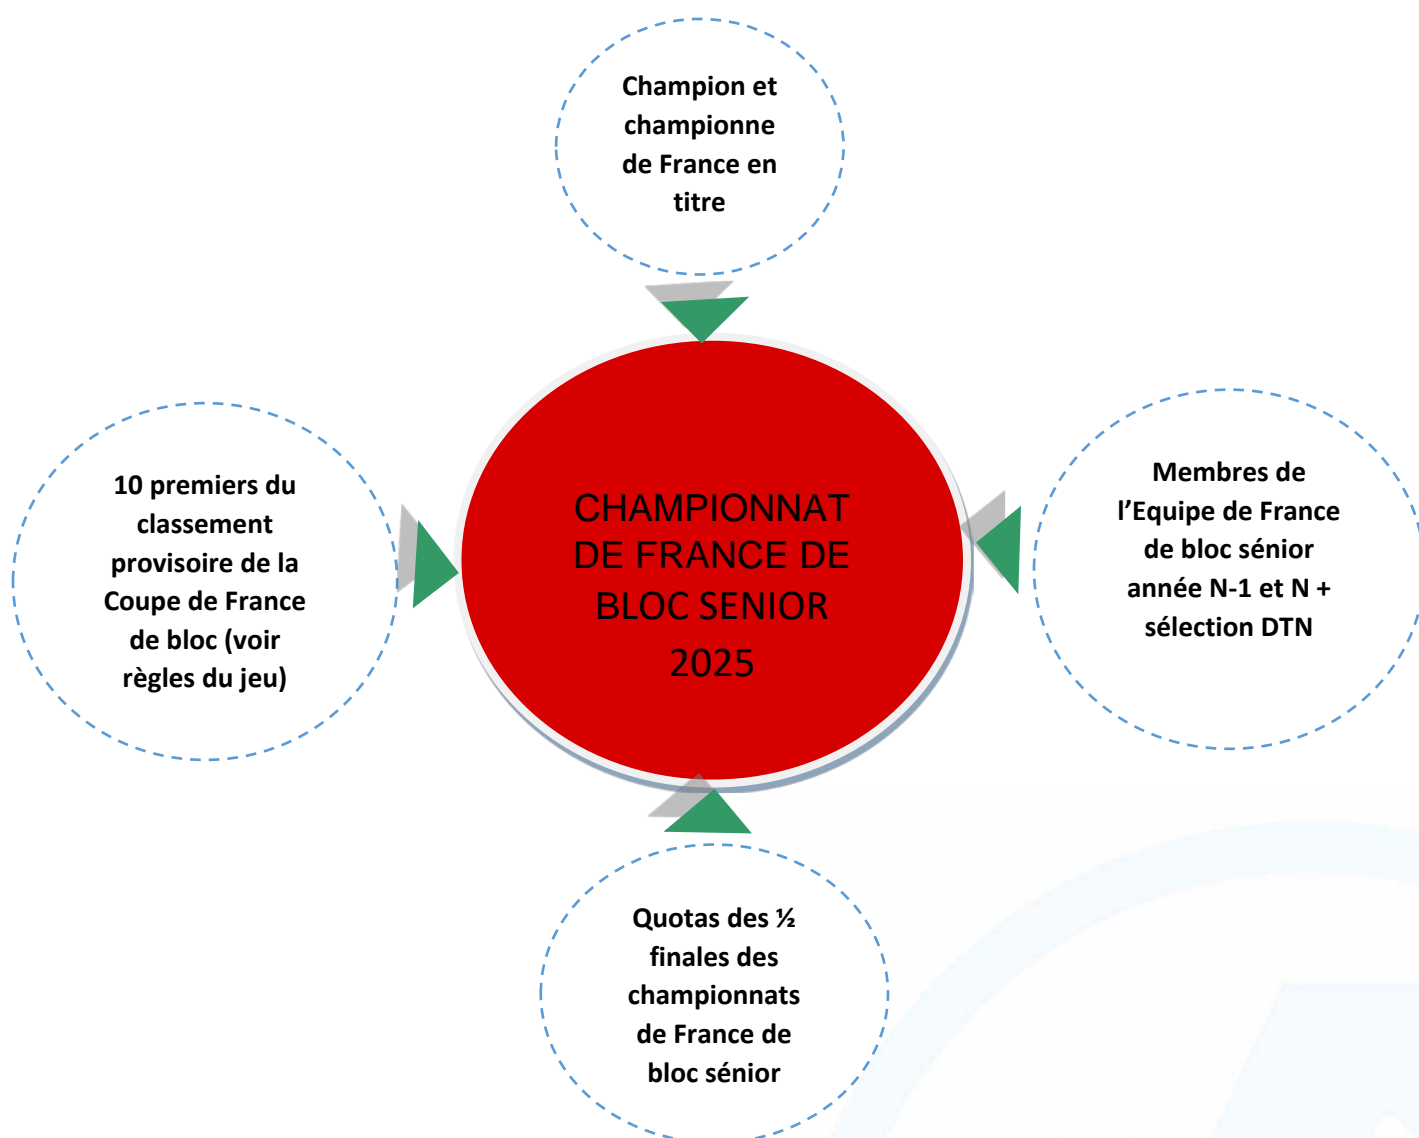 Champion et
championne
de France en
titre
10 premiers du
classement
provisoire de la
Coupe de France
de bloc (voir
règles du jeu)
CHAMPIONNAT
DE FRANCE DE
BLOC SENIOR
2025
Membres de
l’Equipe de France
de bloc sénior
année N-1 et N +
sélection DTN
Quotas des ½
finales des
championnats
de France de
bloc sénior